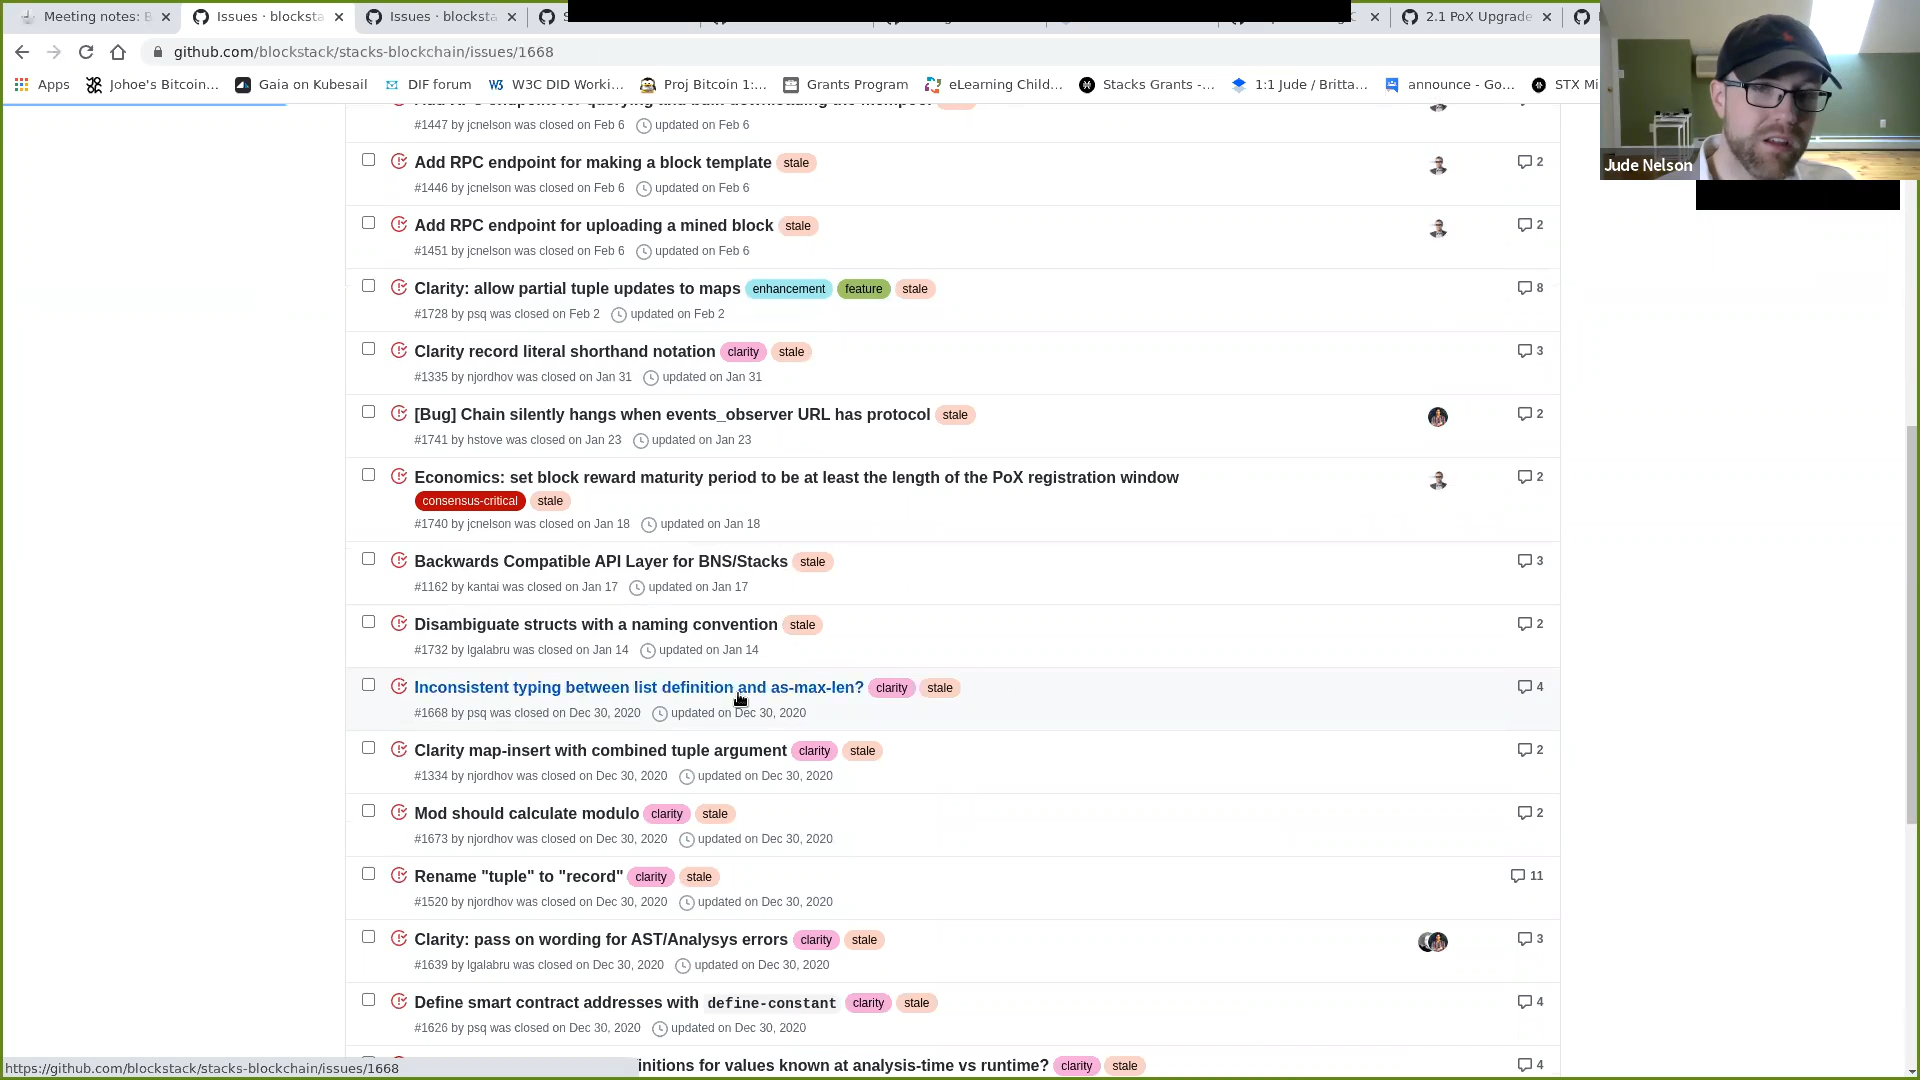 Meeting notes: B
Issues · blocksta
Issues · blocksta
2.1 PoX Upgrade
github.com/blockstack/stacks-blockchain/issues/1668
Apps
Johoe's Bitcoin...
Gaia on Kubesail
DIF forum
W3C DID Worki...
Proj Bitcoin 1:...
Grants Program
eLearning Child...
Stacks Grants -...
1:1 Jude / Britta...
announce - Go...
STX Mi
Jude Nelson
#1447 by jcnelson was closed on Feb 6 updated on Feb 6
Add RPC endpoint for making a block template stale 2
#1446 by jcnelson was closed on Feb 6 updated on Feb 6
Add RPC endpoint for uploading a mined block stale 2
#1451 by jcnelson was closed on Feb 6 updated on Feb 6
Clarity: allow partial tuple updates to maps enhancement feature stale 8
#1728 by psq was closed on Feb 2 updated on Feb 2
Clarity record literal shorthand notation clarity stale 3
#1335 by njordhov was closed on Jan 31 updated on Jan 31
[Bug] Chain silently hangs when events_observer URL has protocol stale 2
#1741 by hstove was closed on Jan 23 updated on Jan 23
Economics: set block reward maturity period to be at least the length of the PoX registration window 2
consensus-critical stale
#1740 by jcnelson was closed on Jan 18 updated on Jan 18
Backwards Compatible API Layer for BNS/Stacks stale 3
#1162 by kantai was closed on Jan 17 updated on Jan 17
Disambiguate structs with a naming convention stale 2
#1732 by lgalabru was closed on Jan 14 updated on Jan 14
Inconsistent typing between list definition and as-max-len? clarity stale 4
#1668 by psq was closed on Dec 30, 2020 updated on Dec 30, 2020
Clarity map-insert with combined tuple argument clarity stale 2
#1334 by njordhov was closed on Dec 30, 2020 updated on Dec 30, 2020
Mod should calculate modulo clarity stale 2
#1673 by njordhov was closed on Dec 30, 2020 updated on Dec 30, 2020
Rename "tuple" to "record" clarity stale 11
#1520 by njordhov was closed on Dec 30, 2020 updated on Dec 30, 2020
Clarity: pass on wording for AST/Analysys errors clarity stale 3
#1639 by lgalabru was closed on Dec 30, 2020 updated on Dec 30, 2020
Define smart contract addresses with define-constant clarity stale 4
#1626 by psq was closed on Dec 30, 2020 updated on Dec 30, 2020
initions for values known at analysis-time vs runtime? clarity stale 4
https://github.com/blockstack/stacks-blockchain/issues/1668